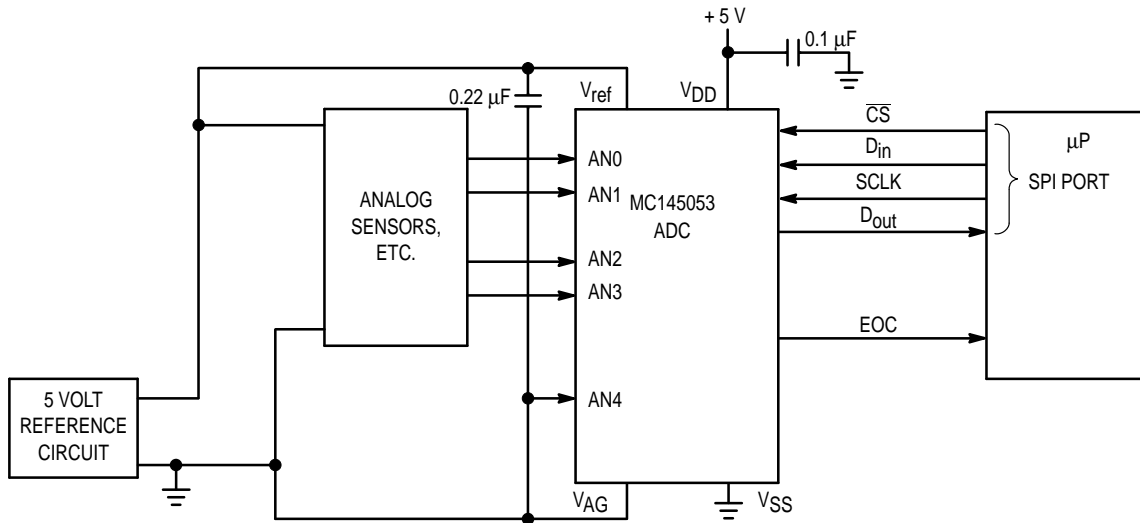 + 5 V
0.1 µF
0.22 µF
Vref
VDD
CS
Din
SCLK
Dout
EOC
µP
SPI PORT
AN0
AN1
AN2
AN3
AN4
MC145053
ADC
ANALOG
SENSORS,
ETC.
5 VOLT
REFERENCE
CIRCUIT
VAG
VSS